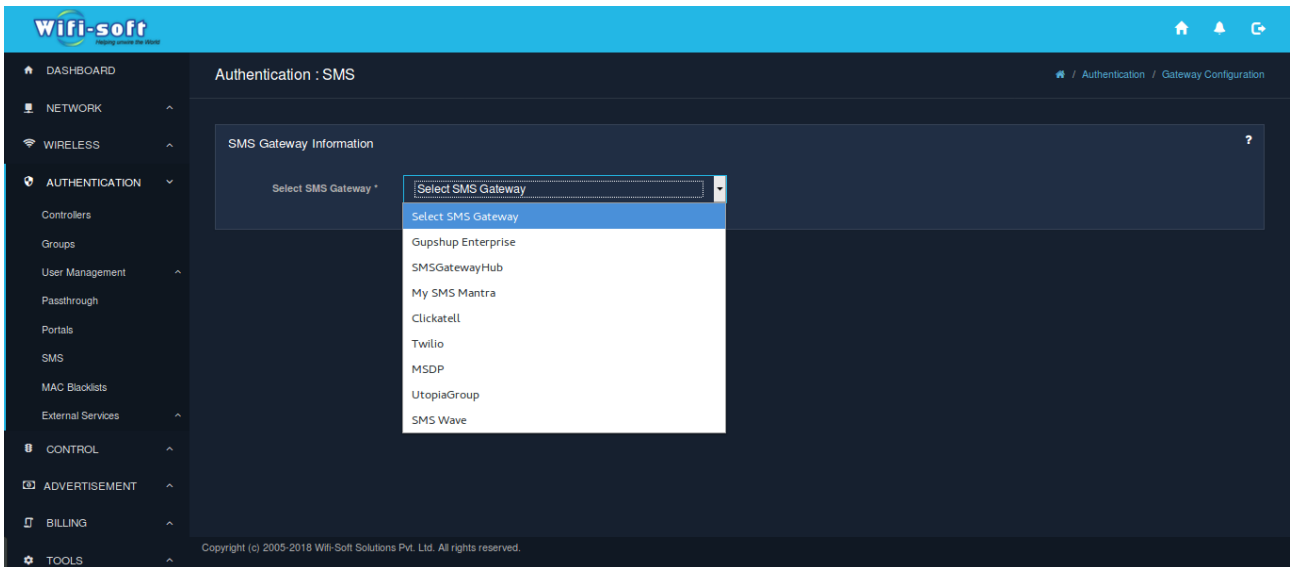 Wifi-soft
Helping unwire the World
DASHBOARD
NETWORK
WIRELESS
AUTHENTICATION
Controllers
Groups
User Management
Passthrough
Portals
SMS
MAC Blacklists
External Services
CONTROL
ADVERTISEMENT
BILLING
TOOLS
Authentication : SMS
/ Authentication / Gateway Configuration
SMS Gateway Information
?
Select SMS Gateway *
Select SMS Gateway
Select SMS Gateway
Gupshup Enterprise
SMSGatewayHub
My SMS Mantra
Clickatell
Twilio
MSDP
UtopiaGroup
SMS Wave
Copyright (c) 2005-2018 Wifi-Soft Solutions Pvt. Ltd. All rights reserved.